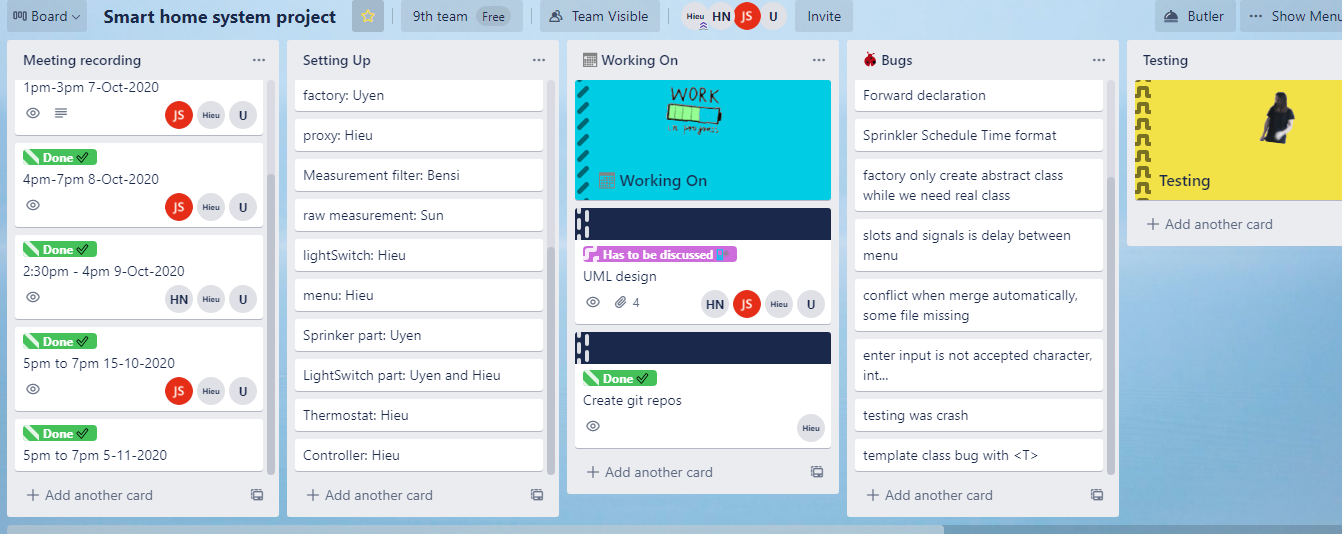 Board
Smart home system project
9th team Free
Team Visible
Hieu HN JS U
Invite
Butler
··· Show Menu
Meeting recording ···
1pm-3pm 7-Oct-2020
JS Hieu U
Done
4pm-7pm 8-Oct-2020
JS Hieu U
Done
2:30pm - 4pm 9-Oct-2020
HN Hieu U
Done
5pm to 7pm 15-10-2020
JS Hieu U
Done
5pm to 7pm 5-11-2020
+ Add another card
Setting Up ···
factory: Uyen
proxy: Hieu
Measurement filter: Bensi
raw measurement: Sun
lightSwitch: Hieu
menu: Hieu
Sprinker part: Uyen
LightSwitch part: Uyen and Hieu
Thermostat: Hieu
Controller: Hieu
+ Add another card
Working On ···
WORK
in progress
Working On
Has to be discussed
UML design
4
HN JS Hieu U
Done
Create git repos
Hieu
+ Add another card
Bugs ···
Forward declaration
Sprinkler Schedule Time format
factory only create abstract class
while we need real class
slots and signals is delay between
menu
conflict when merge automatically,
some file missing
enter input is not accepted character,
int...
testing was crash
template class bug with <T>
+ Add another card
Testing
Testing
+ Add another card